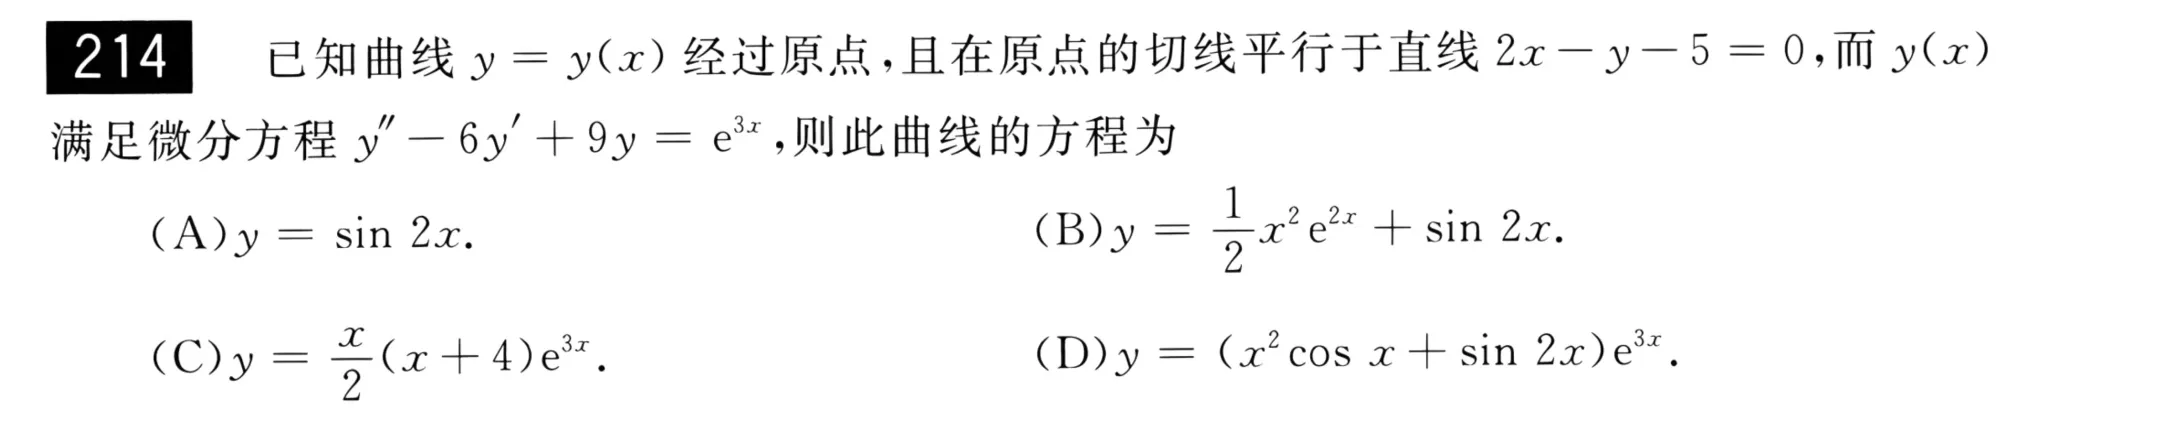 214 已知曲线 y = y(x) 经过原点,且在原点的切线平行于直线 2x − y − 5 = 0,而 y(x)
满足微分方程 y″ − 6y′ + 9y = e^{3x},则此曲线的方程为
(A) y = sin 2x. (B) y = \frac{1}{2}x²e^{2x} + sin 2x.
(C) y = \frac{x}{2}(x + 4)e^{3x}. (D) y = (x² cos x + sin 2x)e^{3x}.